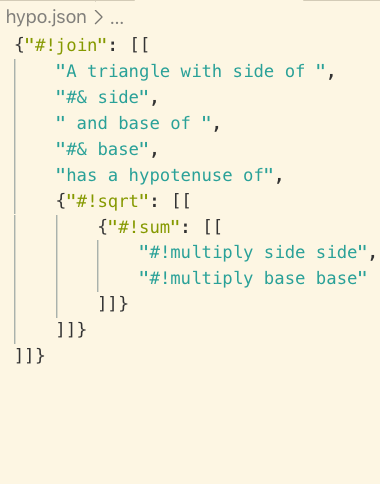 hypo.json > ...
{"#!join": [[
    "A triangle with side of ",
    "#& side",
    " and base of ",
    "#& base",
    "has a hypotenuse of",
    {"#!sqrt": [[
        {"#!sum": [[
            "#!multiply side side",
            "#!multiply base base"
        ]]}
    ]]}
]]}